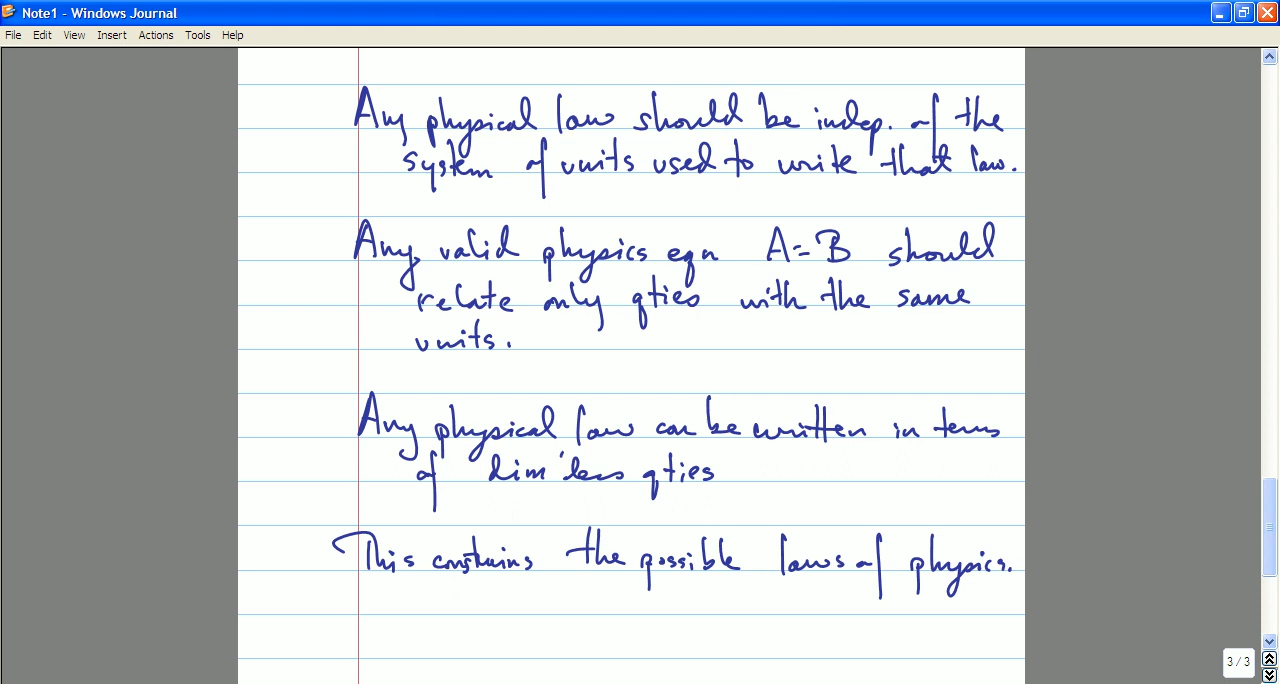 Note1 - Windows Journal
File Edit View Insert Actions Tools Help
Any physical law should be indep. of the
system of units used to write that law.
Any valid physics eqn A=B should
relate only qties with the same
units.
Any physical law can be written in terms
of dim'less qties
This constrains the possible laws of physics.
3 / 3